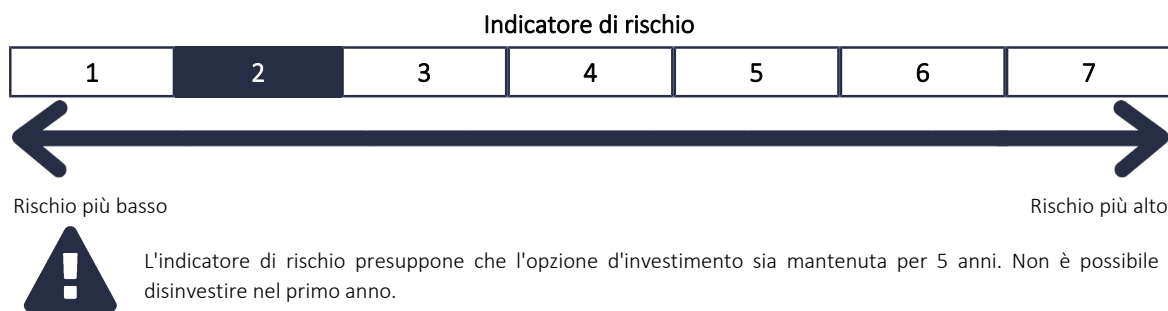 Indicatore di rischio
1 2 3 4 5 6 7
Rischio più basso Rischio più alto
L'indicatore di rischio presuppone che l'opzione d'investimento sia mantenuta per 5 anni. Non è possibile
disinvestire nel primo anno.